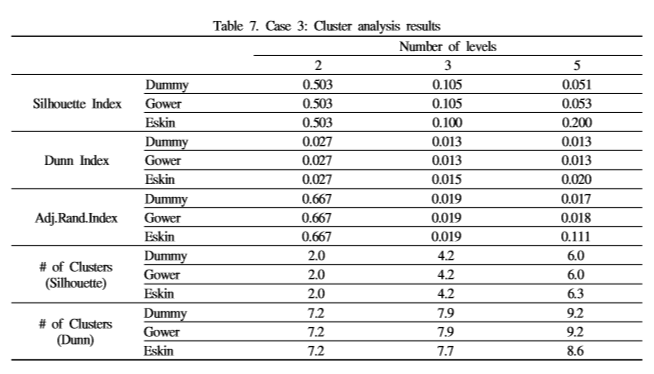 Table 7. Case 3: Cluster analysis results
Number of levels
2 3 5
Silhouette Index Dummy 0.503 0.105 0.051
Gower 0.503 0.105 0.053
Eskin 0.503 0.100 0.200
Dunn Index Dummy 0.027 0.013 0.013
Gower 0.027 0.013 0.013
Eskin 0.027 0.015 0.020
Adj.Rand.Index Dummy 0.667 0.019 0.017
Gower 0.667 0.019 0.018
Eskin 0.667 0.019 0.111
# of Clusters (Silhouette) Dummy 2.0 4.2 6.0
Gower 2.0 4.2 6.0
Eskin 2.0 4.2 6.3
# of Clusters (Dunn) Dummy 7.2 7.9 9.2
Gower 7.2 7.9 9.2
Eskin 7.2 7.7 8.6